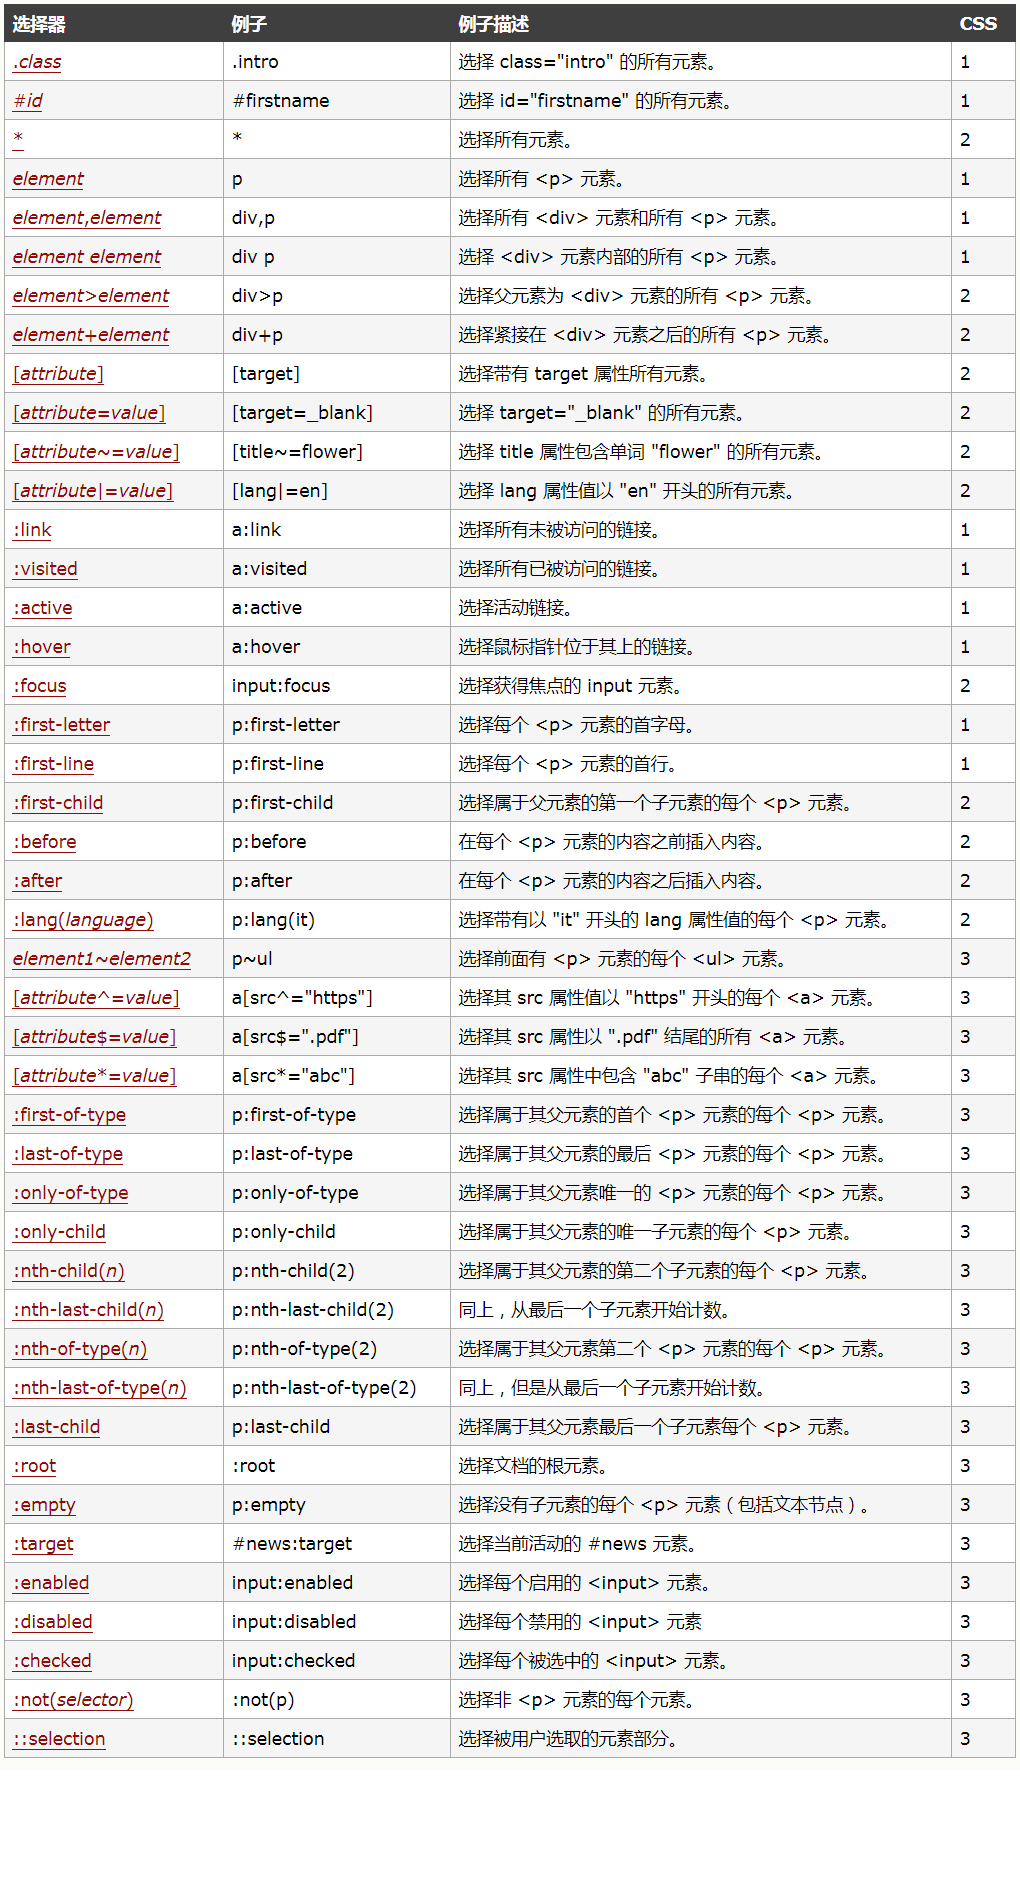 选择器 例子 例子描述 CSS
.class .intro 选择 class="intro" 的所有元素。 1
#id #firstname 选择 id="firstname" 的所有元素。 1
* * 选择所有元素。 2
element p 选择所有 <p> 元素。 1
element,element div,p 选择所有 <div> 元素和所有 <p> 元素。 1
element element div p 选择 <div> 元素内部的所有 <p> 元素。 1
element>element div>p 选择父元素为 <div> 元素的所有 <p> 元素。 2
element+element div+p 选择紧接在 <div> 元素之后的所有 <p> 元素。 2
[attribute] [target] 选择带有 target 属性所有元素。 2
[attribute=value] [target=_blank] 选择 target="_blank" 的所有元素。 2
[attribute~=value] [title~=flower] 选择 title 属性包含单词 "flower" 的所有元素。 2
[attribute|=value] [lang|=en] 选择 lang 属性值以 "en" 开头的所有元素。 2
:link a:link 选择所有未被访问的链接。 1
:visited a:visited 选择所有已被访问的链接。 1
:active a:active 选择活动链接。 1
:hover a:hover 选择鼠标指针位于其上的链接。 1
:focus input:focus 选择获得焦点的 input 元素。 2
:first-letter p:first-letter 选择每个 <p> 元素的首字母。 1
:first-line p:first-line 选择每个 <p> 元素的首行。 1
:first-child p:first-child 选择属于父元素的第一个子元素的每个 <p> 元素。 2
:before p:before 在每个 <p> 元素的内容之前插入内容。 2
:after p:after 在每个 <p> 元素的内容之后插入内容。 2
:lang(language) p:lang(it) 选择带有以 "it" 开头的 lang 属性值的每个 <p> 元素。 2
element1~element2 p~ul 选择前面有 <p> 元素的每个 <ul> 元素。 3
[attribute^=value] a[src^="https"] 选择其 src 属性值以 "https" 开头的每个 <a> 元素。 3
[attribute$=value] a[src$=".pdf"] 选择其 src 属性以 ".pdf" 结尾的所有 <a> 元素。 3
[attribute*=value] a[src*="abc"] 选择其 src 属性中包含 "abc" 子串的每个 <a> 元素。 3
:first-of-type p:first-of-type 选择属于其父元素的首个 <p> 元素的每个 <p> 元素。 3
:last-of-type p:last-of-type 选择属于其父元素的最后 <p> 元素的每个 <p> 元素。 3
:only-of-type p:only-of-type 选择属于其父元素唯一的 <p> 元素的每个 <p> 元素。 3
:only-child p:only-child 选择属于其父元素的唯一子元素的每个 <p> 元素。 3
:nth-child(n) p:nth-child(2) 选择属于其父元素的第二个子元素的每个 <p> 元素。 3
:nth-last-child(n) p:nth-last-child(2) 同上，从最后一个子元素开始计数。 3
:nth-of-type(n) p:nth-of-type(2) 选择属于其父元素第二个 <p> 元素的每个 <p> 元素。 3
:nth-last-of-type(n) p:nth-last-of-type(2) 同上，但是从最后一个子元素开始计数。 3
:last-child p:last-child 选择属于其父元素最后一个子元素每个 <p> 元素。 3
:root :root 选择文档的根元素。 3
:empty p:empty 选择没有子元素的每个 <p> 元素（包括文本节点）。 3
:target #news:target 选择当前活动的 #news 元素。 3
:enabled input:enabled 选择每个启用的 <input> 元素。 3
:disabled input:disabled 选择每个禁用的 <input> 元素 3
:checked input:checked 选择每个被选中的 <input> 元素。 3
:not(selector) :not(p) 选择非 <p> 元素的每个元素。 3
::selection ::selection 选择被用户选取的元素部分。 3